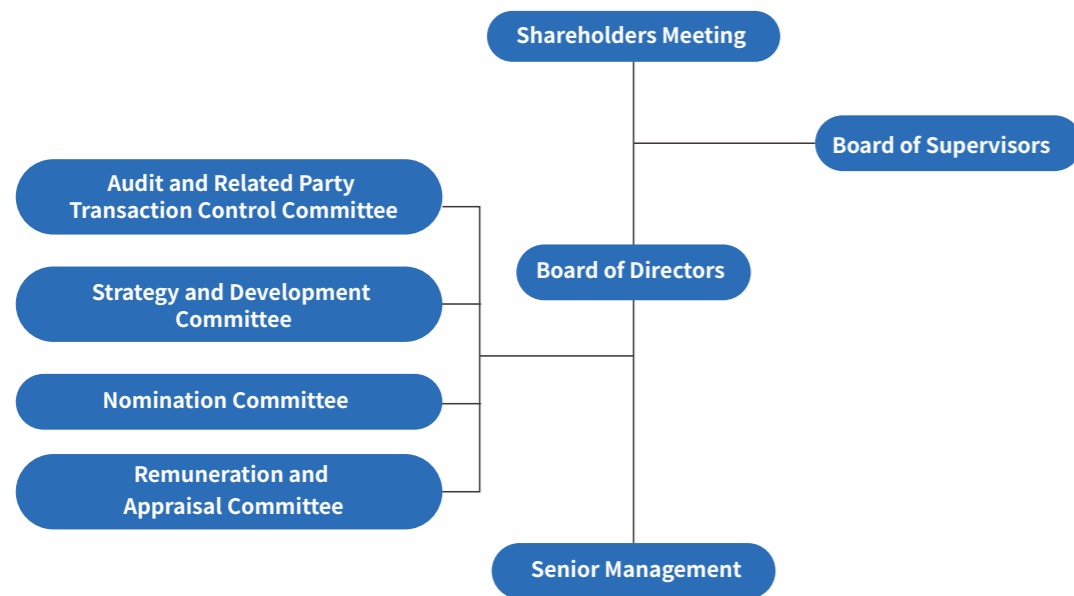 Shareholders Meeting
Board of Supervisors
Audit and Related Party
Transaction Control Committee
Board of Directors
Strategy and Development
Committee
Nomination Committee
Remuneration and
Appraisal Committee
Senior Management